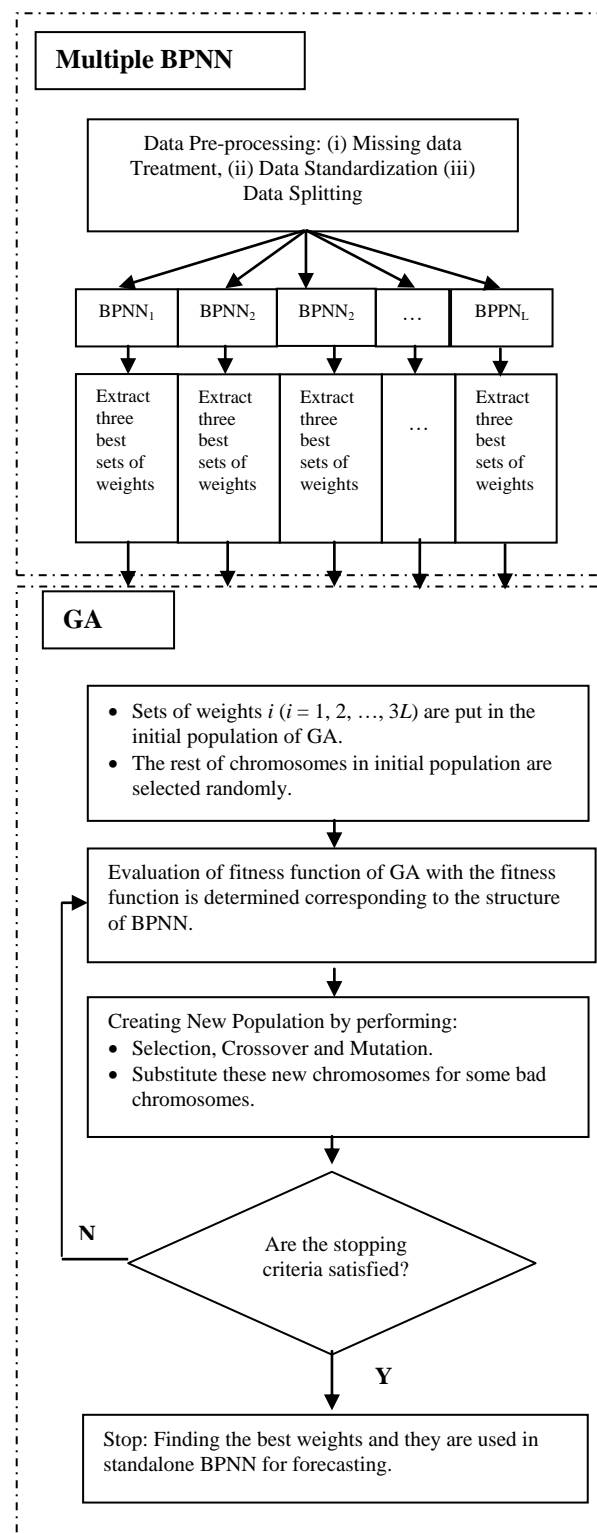 Multiple BPNN
Data Pre-processing: (i) Missing data
Treatment, (ii) Data Standardization (iii)
Data Splitting
BPNN1 BPNN2 BPNN2 … BPPNL
Extract
three
best
sets of
weights
Extract
three
best
sets of
weights
Extract
three
best
sets of
weights
…
Extract
three
best
sets of
weights
GA
• Sets of weights i (i = 1, 2, …, 3L) are put in the
initial population of GA.
• The rest of chromosomes in initial population are
selected randomly.
Evaluation of fitness function of GA with the fitness
function is determined corresponding to the structure
of BPNN.
Creating New Population by performing:
• Selection, Crossover and Mutation.
• Substitute these new chromosomes for some bad
chromosomes.
N
Are the stopping
criteria satisfied?
Y
Stop: Finding the best weights and they are used in
standalone BPNN for forecasting.